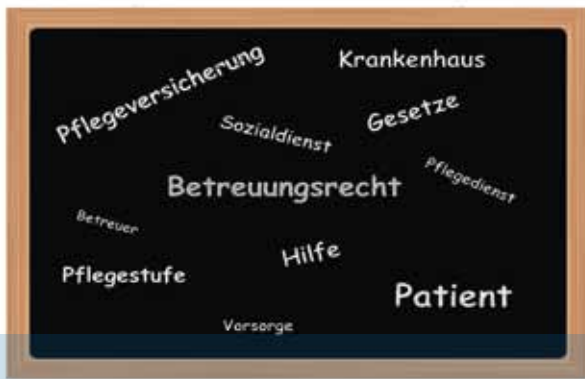 Krankenhaus
Pflegeversicherung
Gesetze
Sozialdienst
Pflegedienst
Betreuungsrecht
Betreuer
Hilfe
Pflegestufe
Patient
Vorsorge